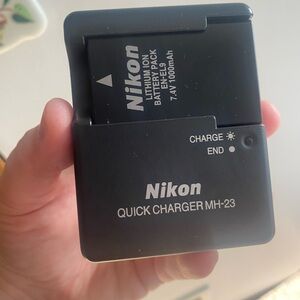 Nikon
LITHIUM ION
BATTERY PACK
EN-EL9
7.4V 1000mAh
CHARGE
END
Nikon
QUICK CHARGER MH-23